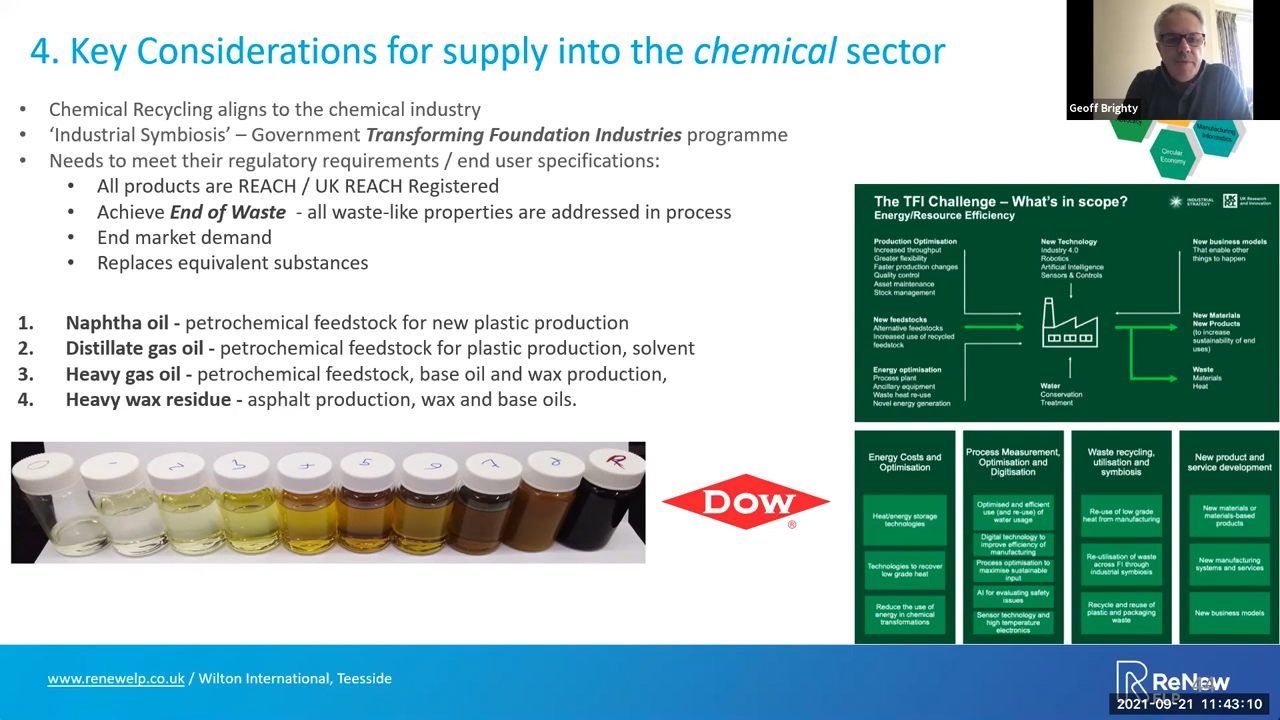 4. Key Considerations for supply into the chemical sector
Geoff Brighty
• Chemical Recycling aligns to the chemical industry
• ‘Industrial Symbiosis’ – Government Transforming Foundation Industries programme
• Needs to meet their regulatory requirements / end user specifications:
• All products are REACH / UK REACH Registered
• Achieve End of Waste - all waste-like properties are addressed in process
• End market demand
• Replaces equivalent substances
1. Naphtha oil - petrochemical feedstock for new plastic production
2. Distillate gas oil - petrochemical feedstock for plastic production, solvent
3. Heavy gas oil - petrochemical feedstock, base oil and wax production,
4. Heavy wax residue - asphalt production, wax and base oils.
DOW
®
Manufacturing
Informatics
Circular
Economy
The TFI Challenge – What's in scope?
Energy/Resource Efficiency
INDUSTRIAL
STRATEGY
UK Research
and Innovation
Production Optimisation
Increased throughput
Greater flexibility
Faster production changes
Quality control
Asset maintenance
Stock management
New Technology
Industry 4.0
Robotics
Artificial Intelligence
Sensors & Controls
New business models
That enable other
things to happen
New feedstocks
Alternative feedstocks
Increased use of recycled
feedstock
New Materials
New Products
(to increase
sustainability of end
uses)
Energy optimisation
Process plant
Ancillary equipment
Waste heat re-use
Novel energy generation
Water
Conservation
Treatment
Waste
Materials
Heat
Energy Costs and
Optimisation
Heat/energy storage
technologies
Technologies to recover
low grade heat
Reduce the use of
energy in chemical
transformations
Process Measurement,
Optimisation and
Digitisation
Optimised and efficient
use (and re-use) of
water usage
Digital technology to
improve efficiency of
manufacturing
Process optimisation to
maximise sustainable
input
AI for evaluating safety
issues
Sensor technology and
high temperature
electronics
Waste recycling,
utilisation and
symbiosis
Re-use of low grade
heat from manufacturing
Re-utilisation of waste
across FI through
industrial symbiosis
Recycle and reuse of
plastic and packaging
waste
New product and
service development
New materials or
materials-based
products
New manufacturing
systems and services
New business models
www.renewelp.co.uk / Wilton International, Teesside
ReNew
ELP
44
2021-09-21 11:43:10